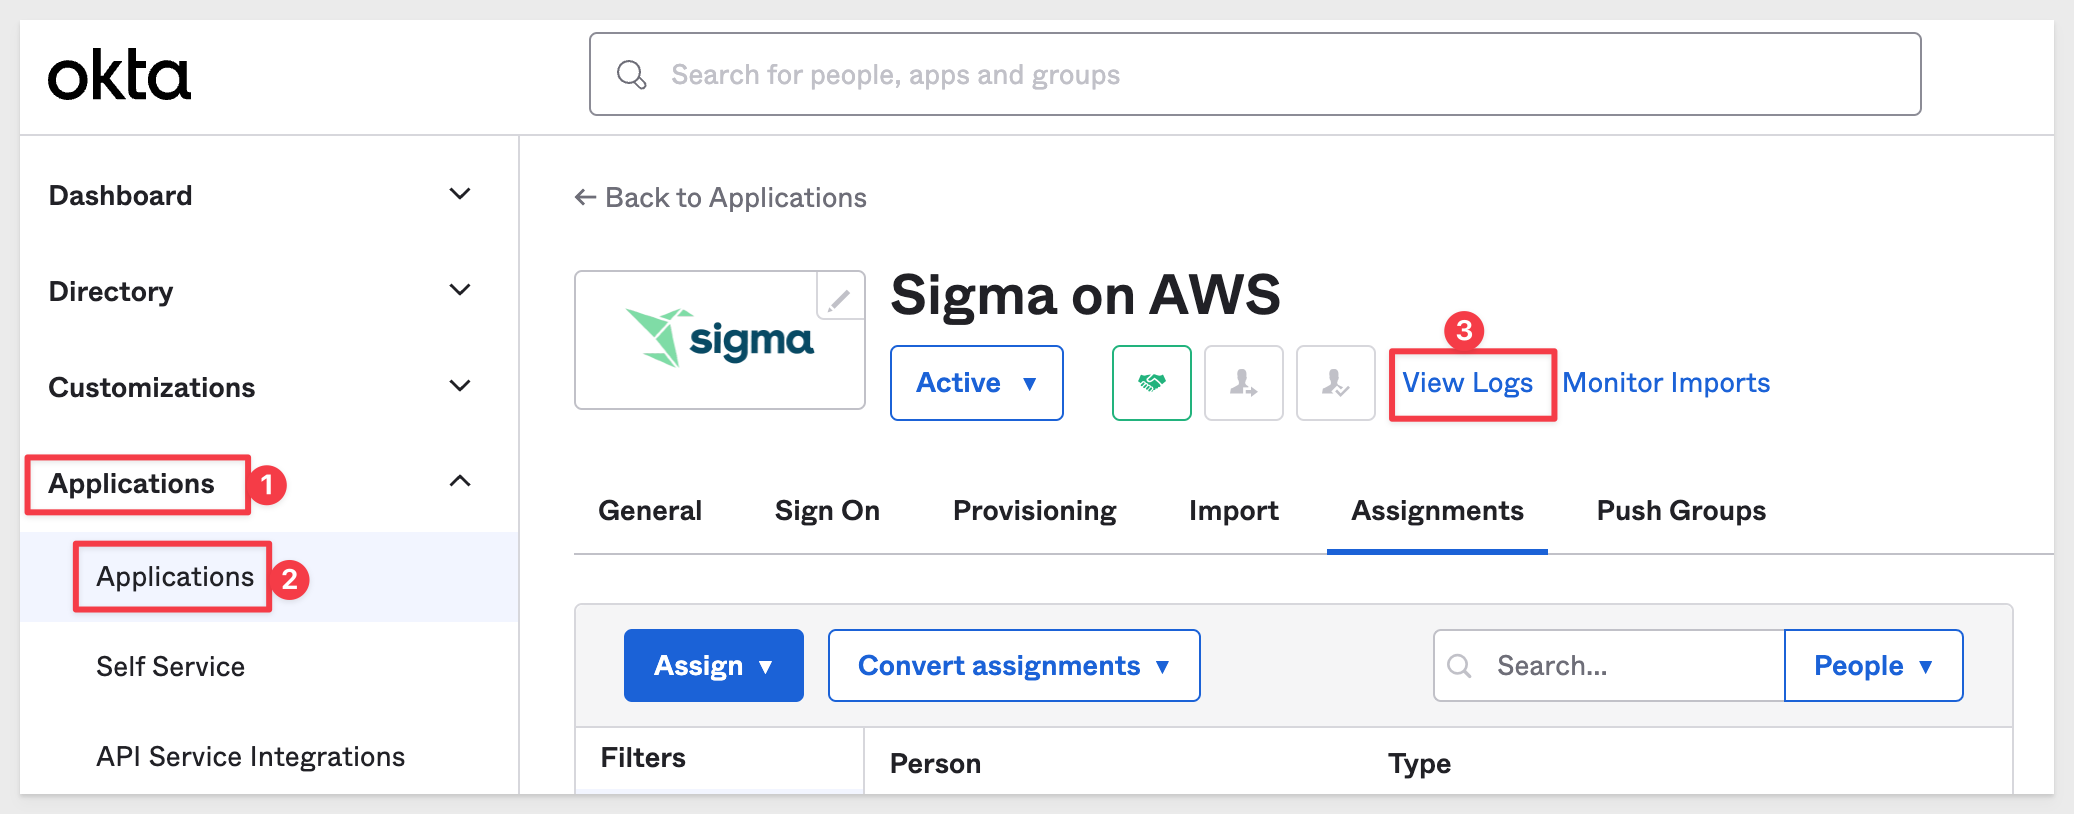 okta
Search for people, apps and groups
Dashboard
Directory
Customizations
Applications 1
Applications 2
Self Service
API Service Integrations
← Back to Applications
sigma
Sigma on AWS
Active ▼
3
View Logs
Monitor Imports
General Sign On Provisioning Import Assignments Push Groups
Assign ▼ Convert assignments ▼ Search... People ▼
Filters Person Type